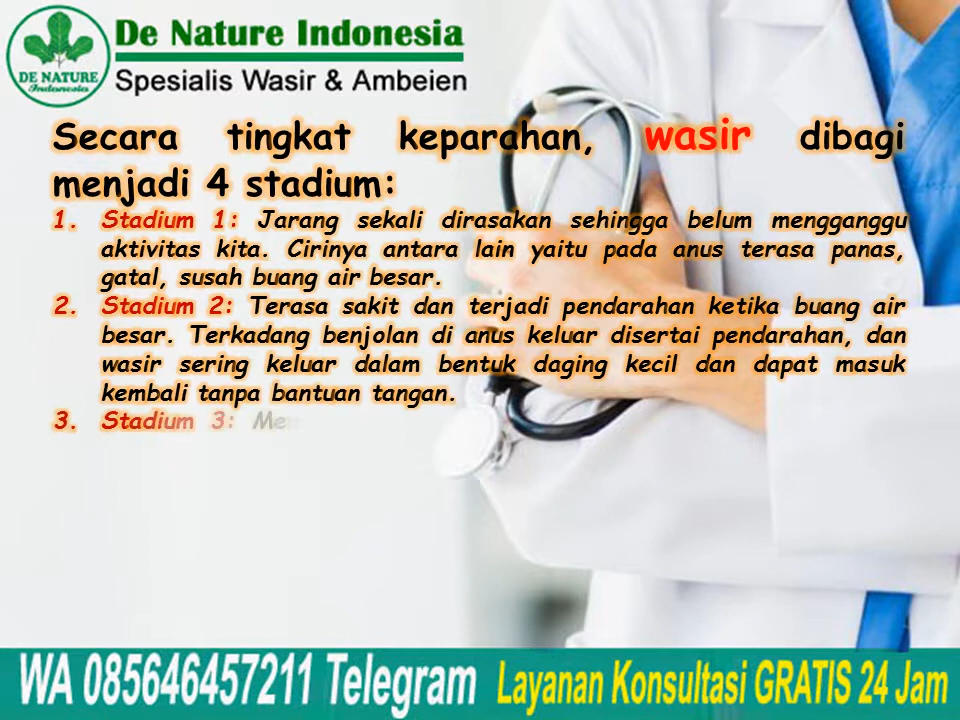 DE NATURE
Indonesia
De Nature Indonesia
Spesialis Wasir & Ambeien
Secara tingkat keparahan, wasir dibagi
menjadi 4 stadium:
1. Stadium 1: Jarang sekali dirasakan sehingga belum mengganggu
aktivitas kita. Cirinya antara lain yaitu pada anus terasa panas,
gatal, susah buang air besar.
2. Stadium 2: Terasa sakit dan terjadi pendarahan ketika buang air
besar. Terkadang benjolan di anus keluar disertai pendarahan, dan
wasir sering keluar dalam bentuk daging kecil dan dapat masuk
kembali tanpa bantuan tangan.
3. Stadium 3:
WA 085646457211 Telegram Layanan Konsultasi GRATIS 24 Jam